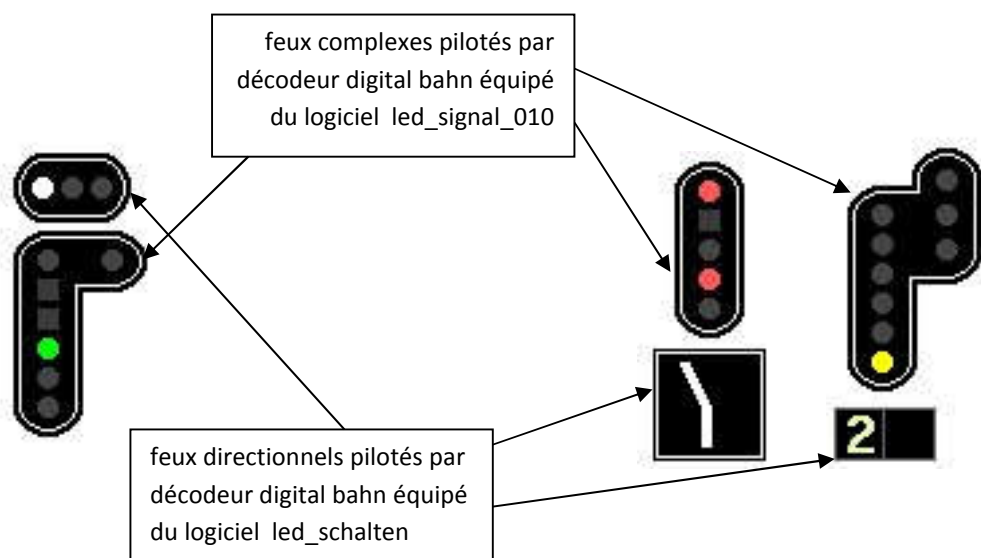 feux complexes pilotés par
décodeur digital bahn équipé
du logiciel led_signal_010
2
feux directionnels pilotés par
décodeur digital bahn équipé
du logiciel led_schalten